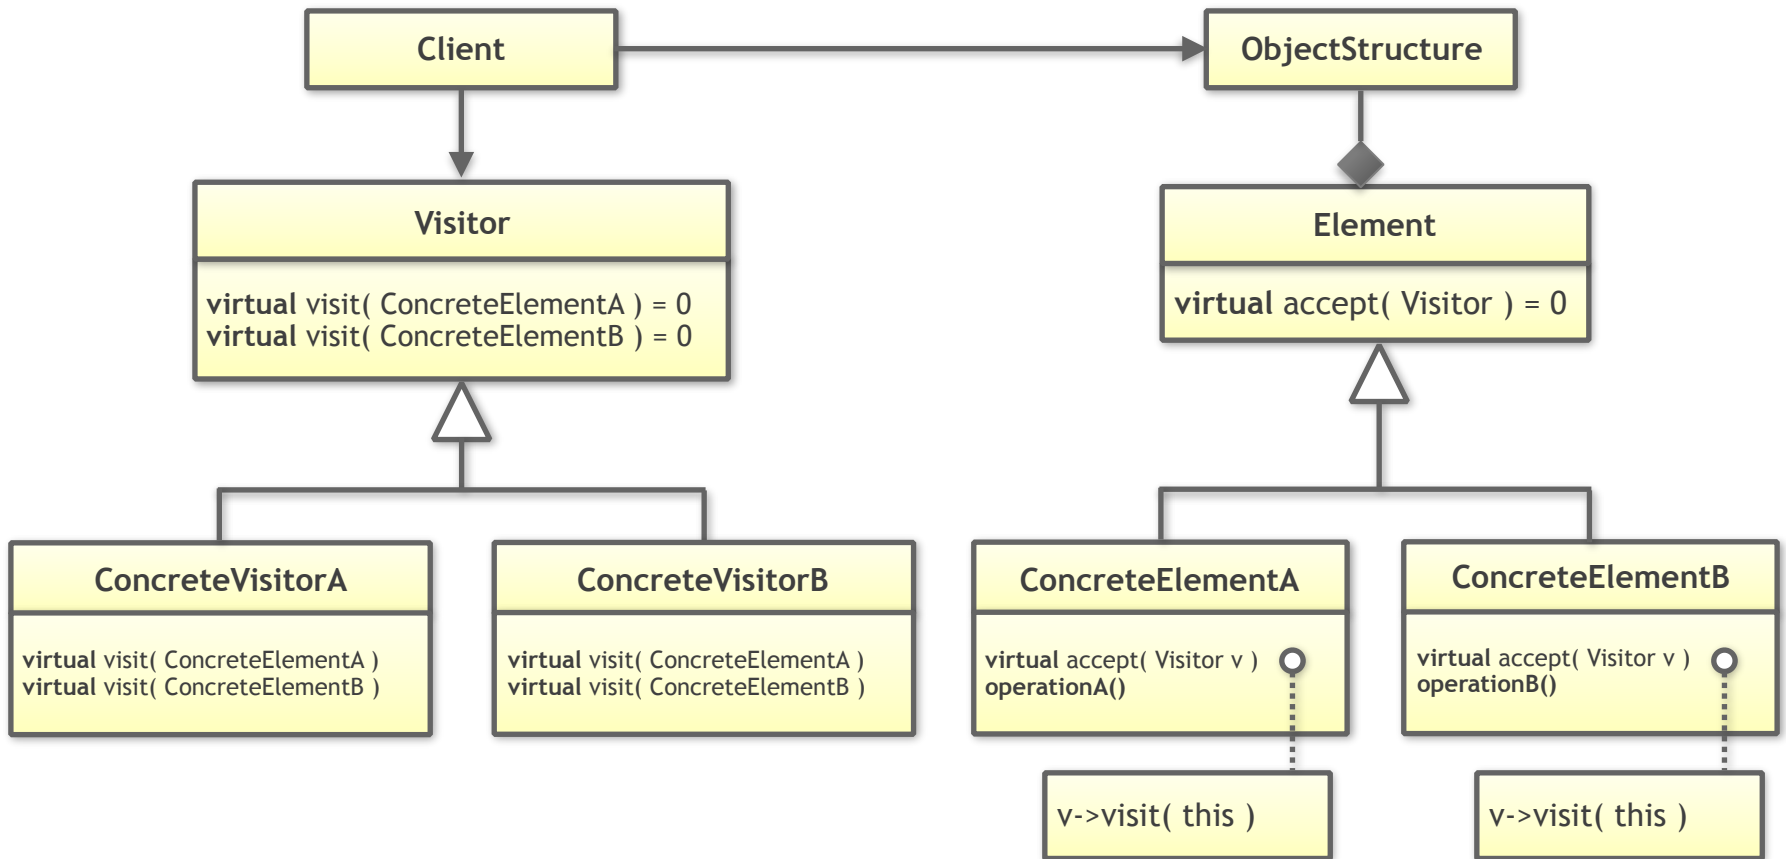 Client
ObjectStructure
Visitor
virtual visit( ConcreteElementA ) = 0
virtual visit( ConcreteElementB ) = 0
Element
virtual accept( Visitor ) = 0
ConcreteVisitorA
virtual visit( ConcreteElementA )
virtual visit( ConcreteElementB )
ConcreteVisitorB
virtual visit( ConcreteElementA )
virtual visit( ConcreteElementB )
ConcreteElementA
virtual accept( Visitor v )
operationA()
v->visit( this )
ConcreteElementB
virtual accept( Visitor v )
operationB()
v->visit( this )